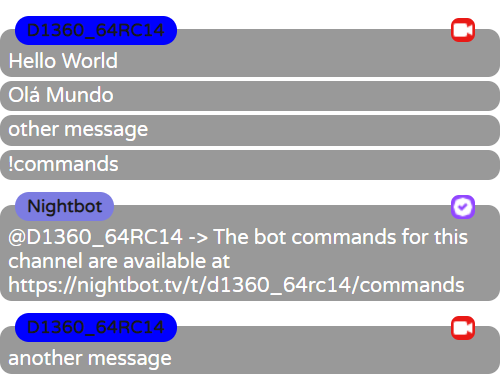 D1360_64RC14
Hello World
Olá Mundo
other message
!commands
Nightbot
@D1360_64RC14 -> The bot commands for this
channel are available at
https://nightbot.tv/t/d1360_64rc14/commands
D1360_64RC14
another message